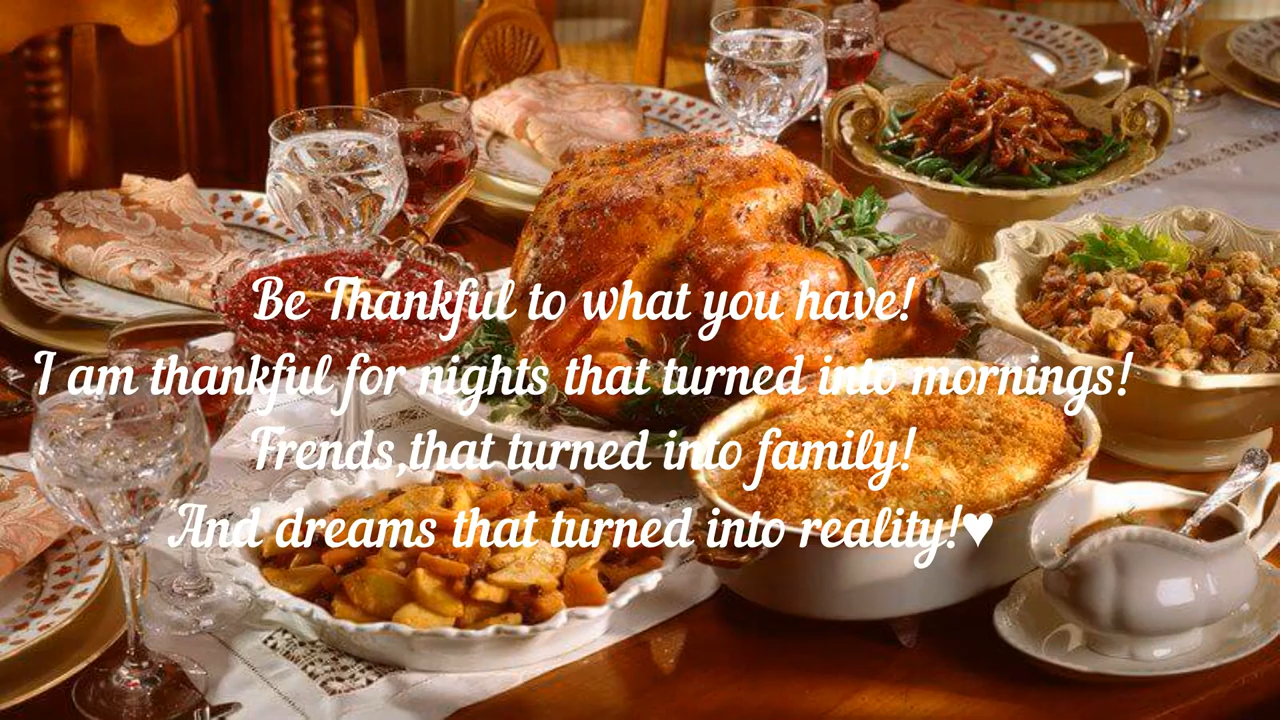 Be Thankful to what you have!
I am thankful for nights that turned into mornings!
Trends,that turned into family!
And dreams that turned into reality!♥